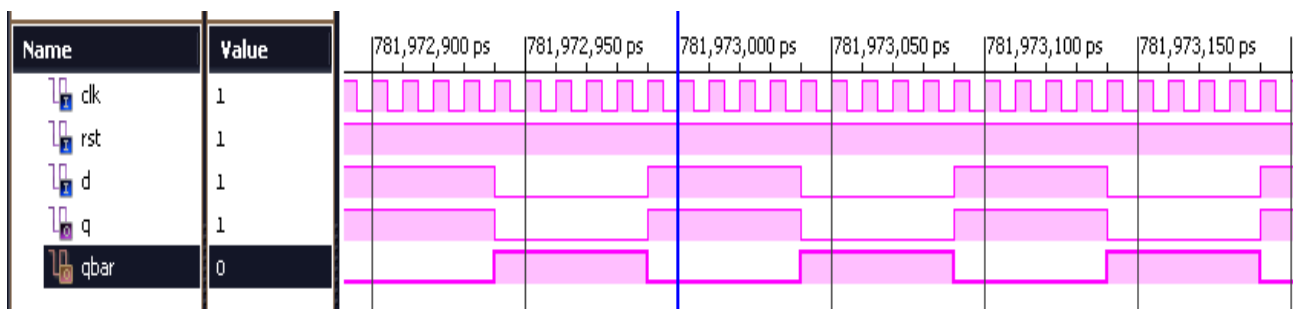 Name Value 781,972,900 ps 781,972,950 ps 781,973,000 ps 781,973,050 ps 781,973,100 ps 781,973,150 ps
clk 1
rst 1
d 1
q 1
qbar 0